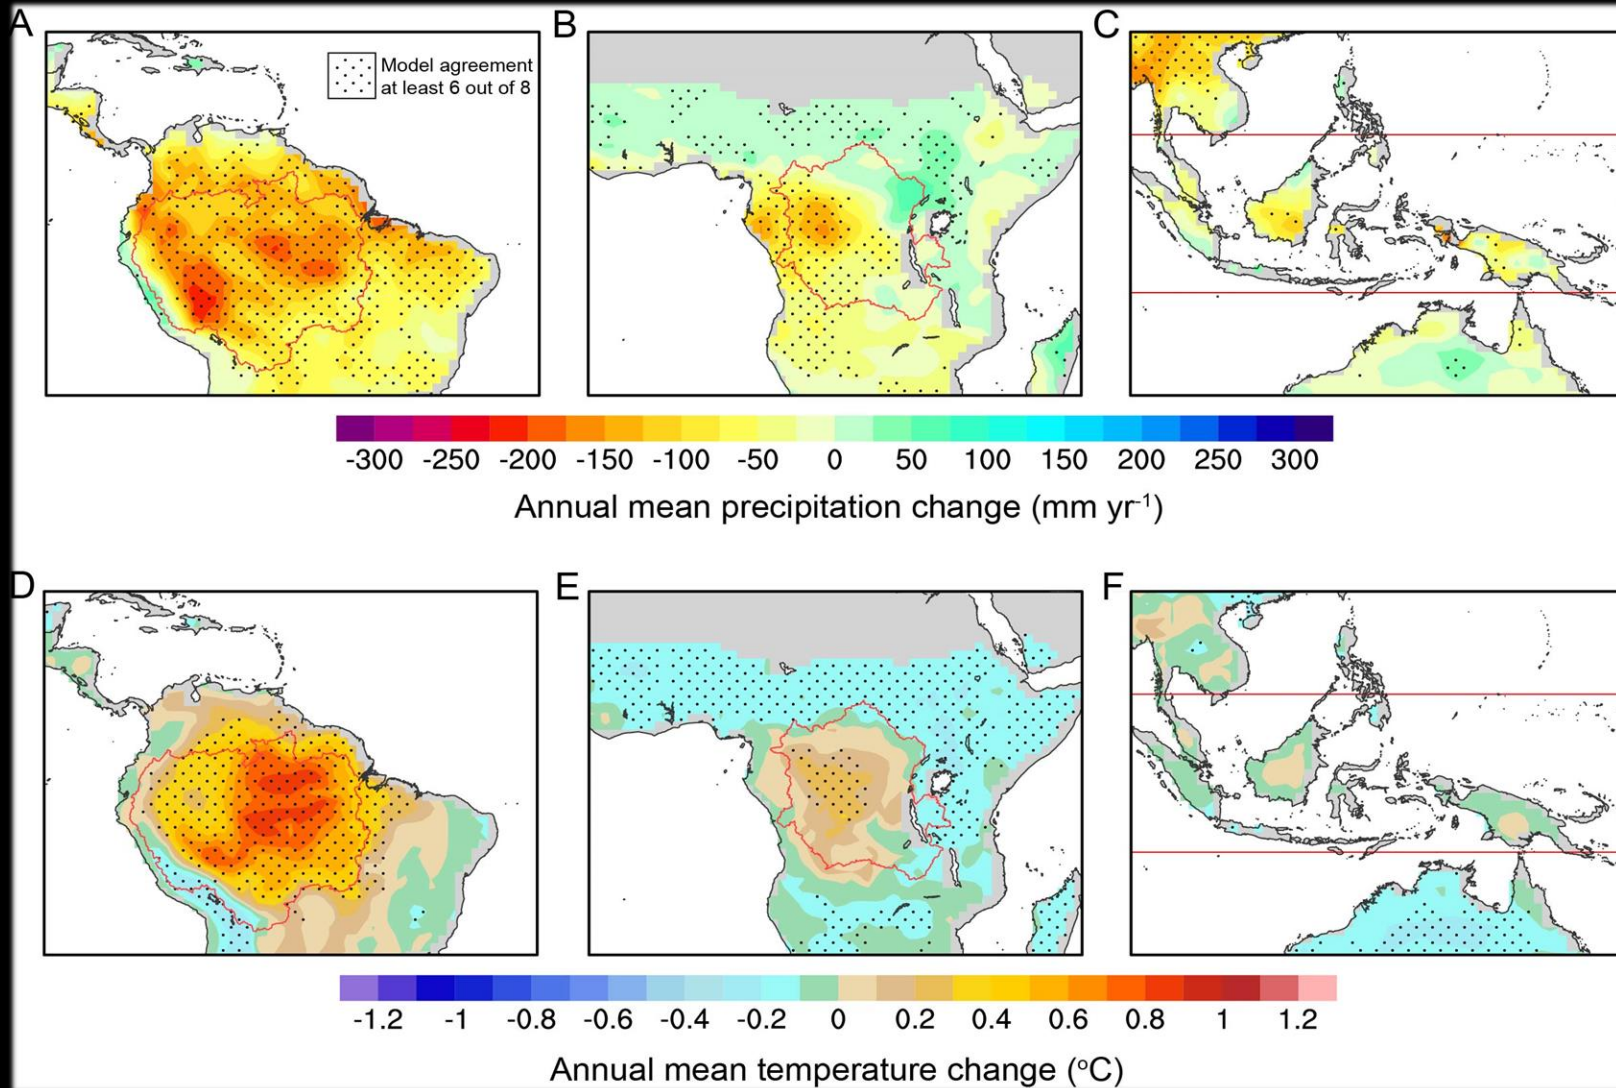 A B C
Model agreement
at least 6 out of 8
-300 -250 -200 -150 -100 -50 0 50 100 150 200 250 300
Annual mean precipitation change (mm yr⁻¹)
D E F
-1.2 -1 -0.8 -0.6 -0.4 -0.2 0 0.2 0.4 0.6 0.8 1 1.2
Annual mean temperature change (ºC)